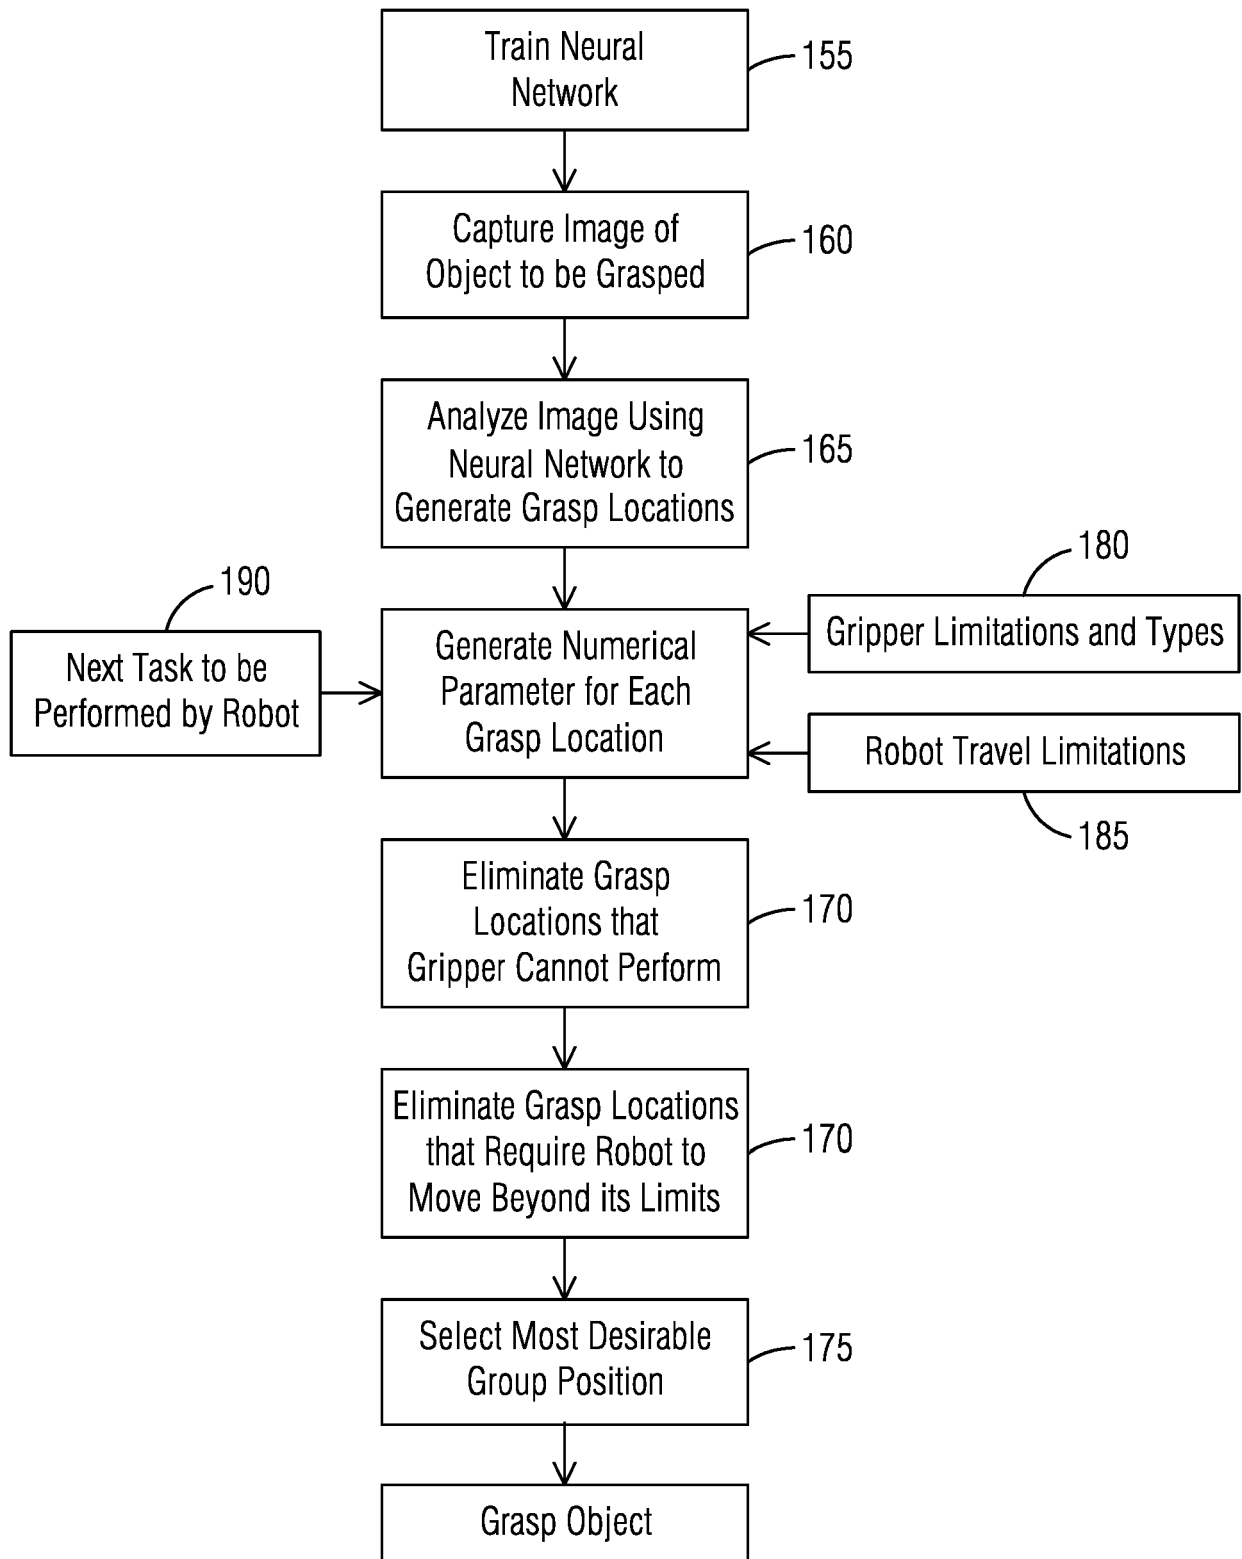 Train Neural
Network
155
Capture Image of
Object to be Grasped
160
Analyze Image Using
Neural Network to
Generate Grasp Locations
165
190
Next Task to be
Performed by Robot
Generate Numerical
Parameter for Each
Grasp Location
180
Gripper Limitations and Types
Robot Travel Limitations
185
Eliminate Grasp
Locations that
Gripper Cannot Perform
170
Eliminate Grasp Locations
that Require Robot to
Move Beyond its Limits
170
Select Most Desirable
Group Position
175
Grasp Object